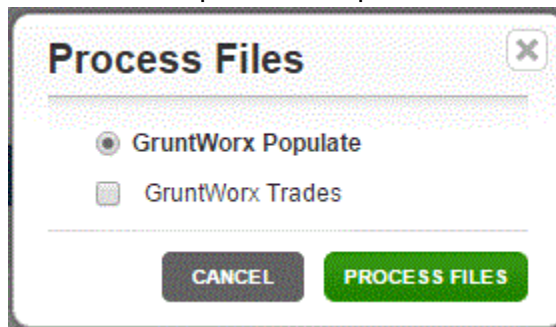 Process Files
GruntWorx Populate
GruntWorx Trades
CANCEL
PROCESS FILES